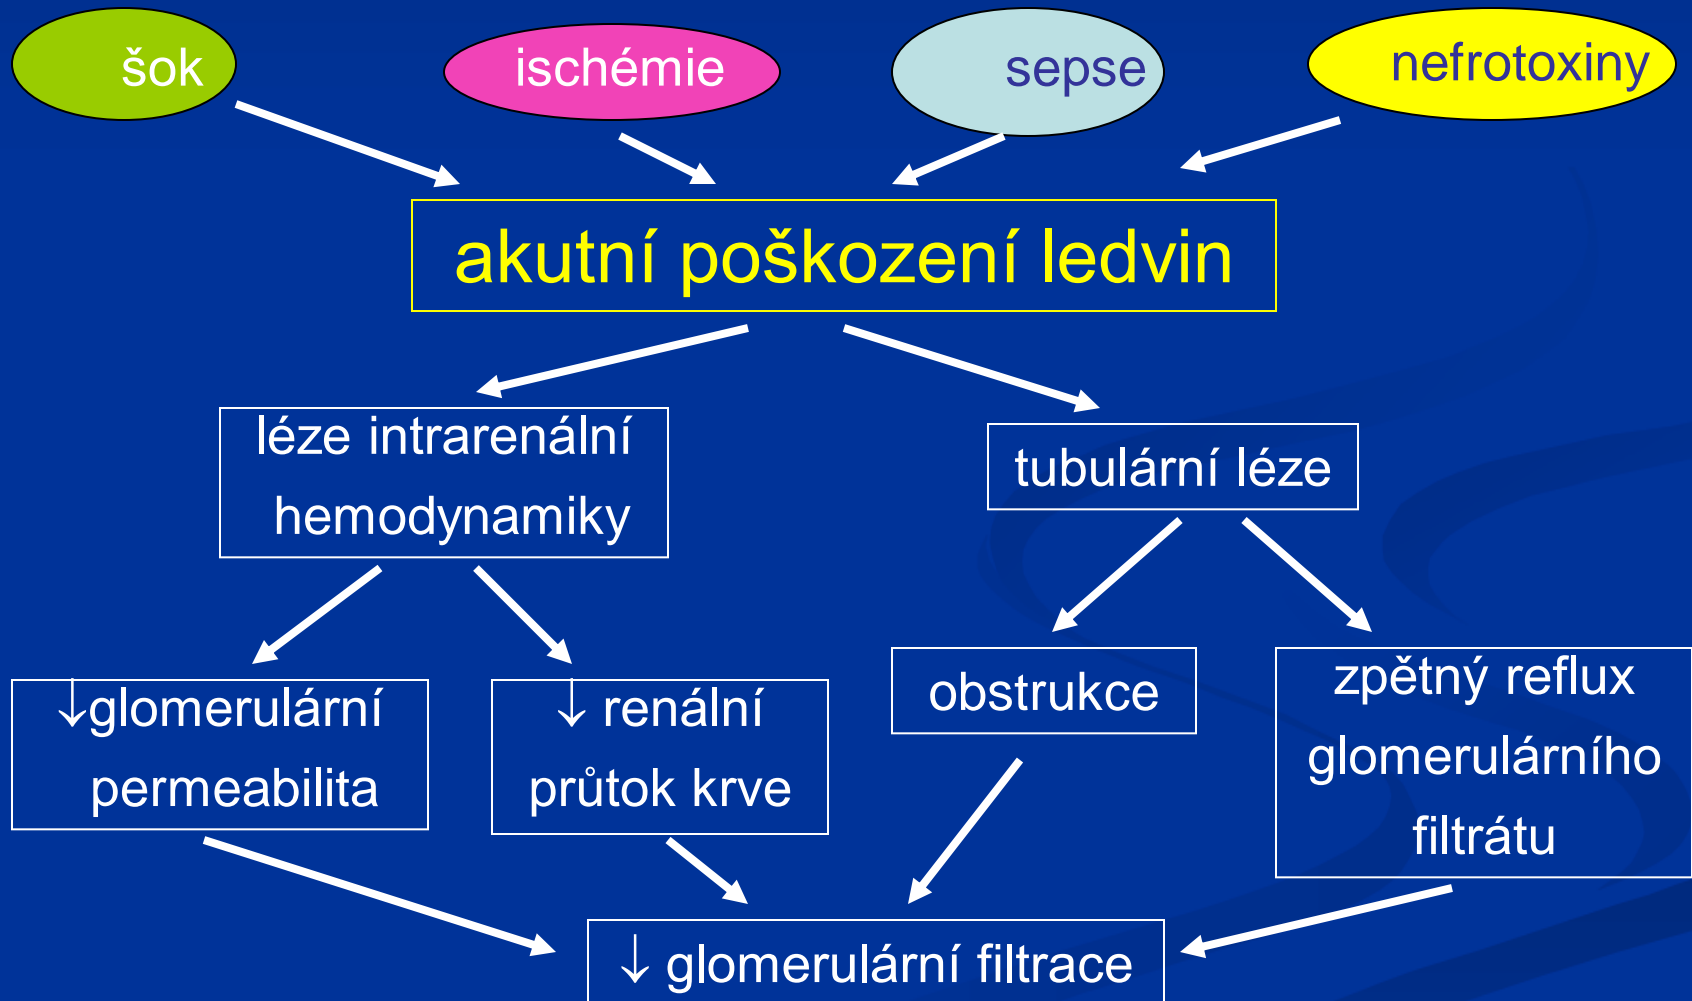 šok
ischémie
sepse
nefrotoxiny
akutní poškození ledvin
léze intrarenální
hemodynamiky
tubulární léze
↓glomerulární
permeabilita
↓ renální
průtok krve
obstrukce
zpětný reflux
glomerulárního
filtrátu
↓ glomerulární filtrace